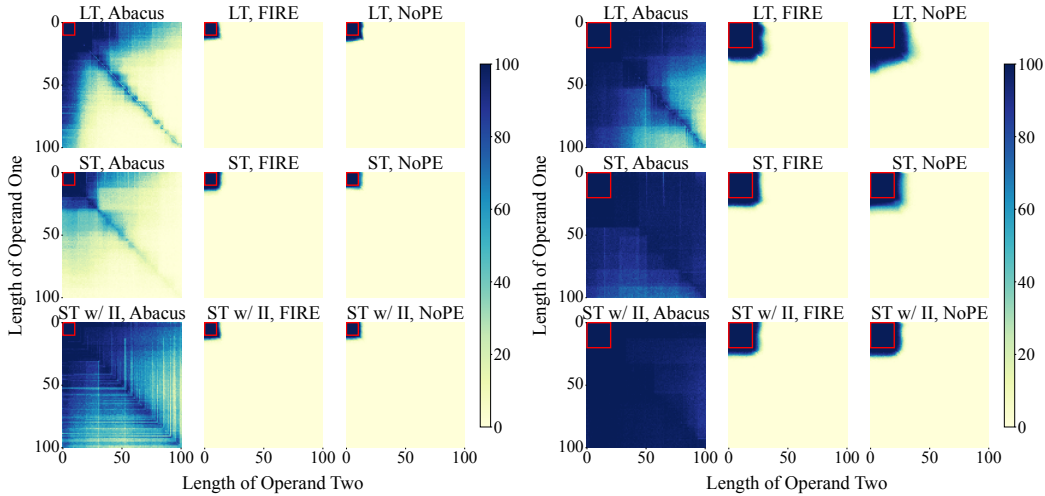 LT, Abacus
LT, FIRE
LT, NoPE
0
50
100
ST, Abacus
ST, FIRE
ST, NoPE
0
50
100
ST w/ II, Abacus
ST w/ II, FIRE
ST w/ II, NoPE
0
50
100
0 50 100
0 50 100
0 50 100
Length of Operand One
Length of Operand Two
100
80
60
40
20
0
LT, Abacus
LT, FIRE
LT, NoPE
0
50
100
ST, Abacus
ST, FIRE
ST, NoPE
0
50
100
ST w/ II, Abacus
ST w/ II, FIRE
ST w/ II, NoPE
0
50
100
0 50 100
0 50 100
0 50 100
Length of Operand One
Length of Operand Two
100
80
60
40
20
0